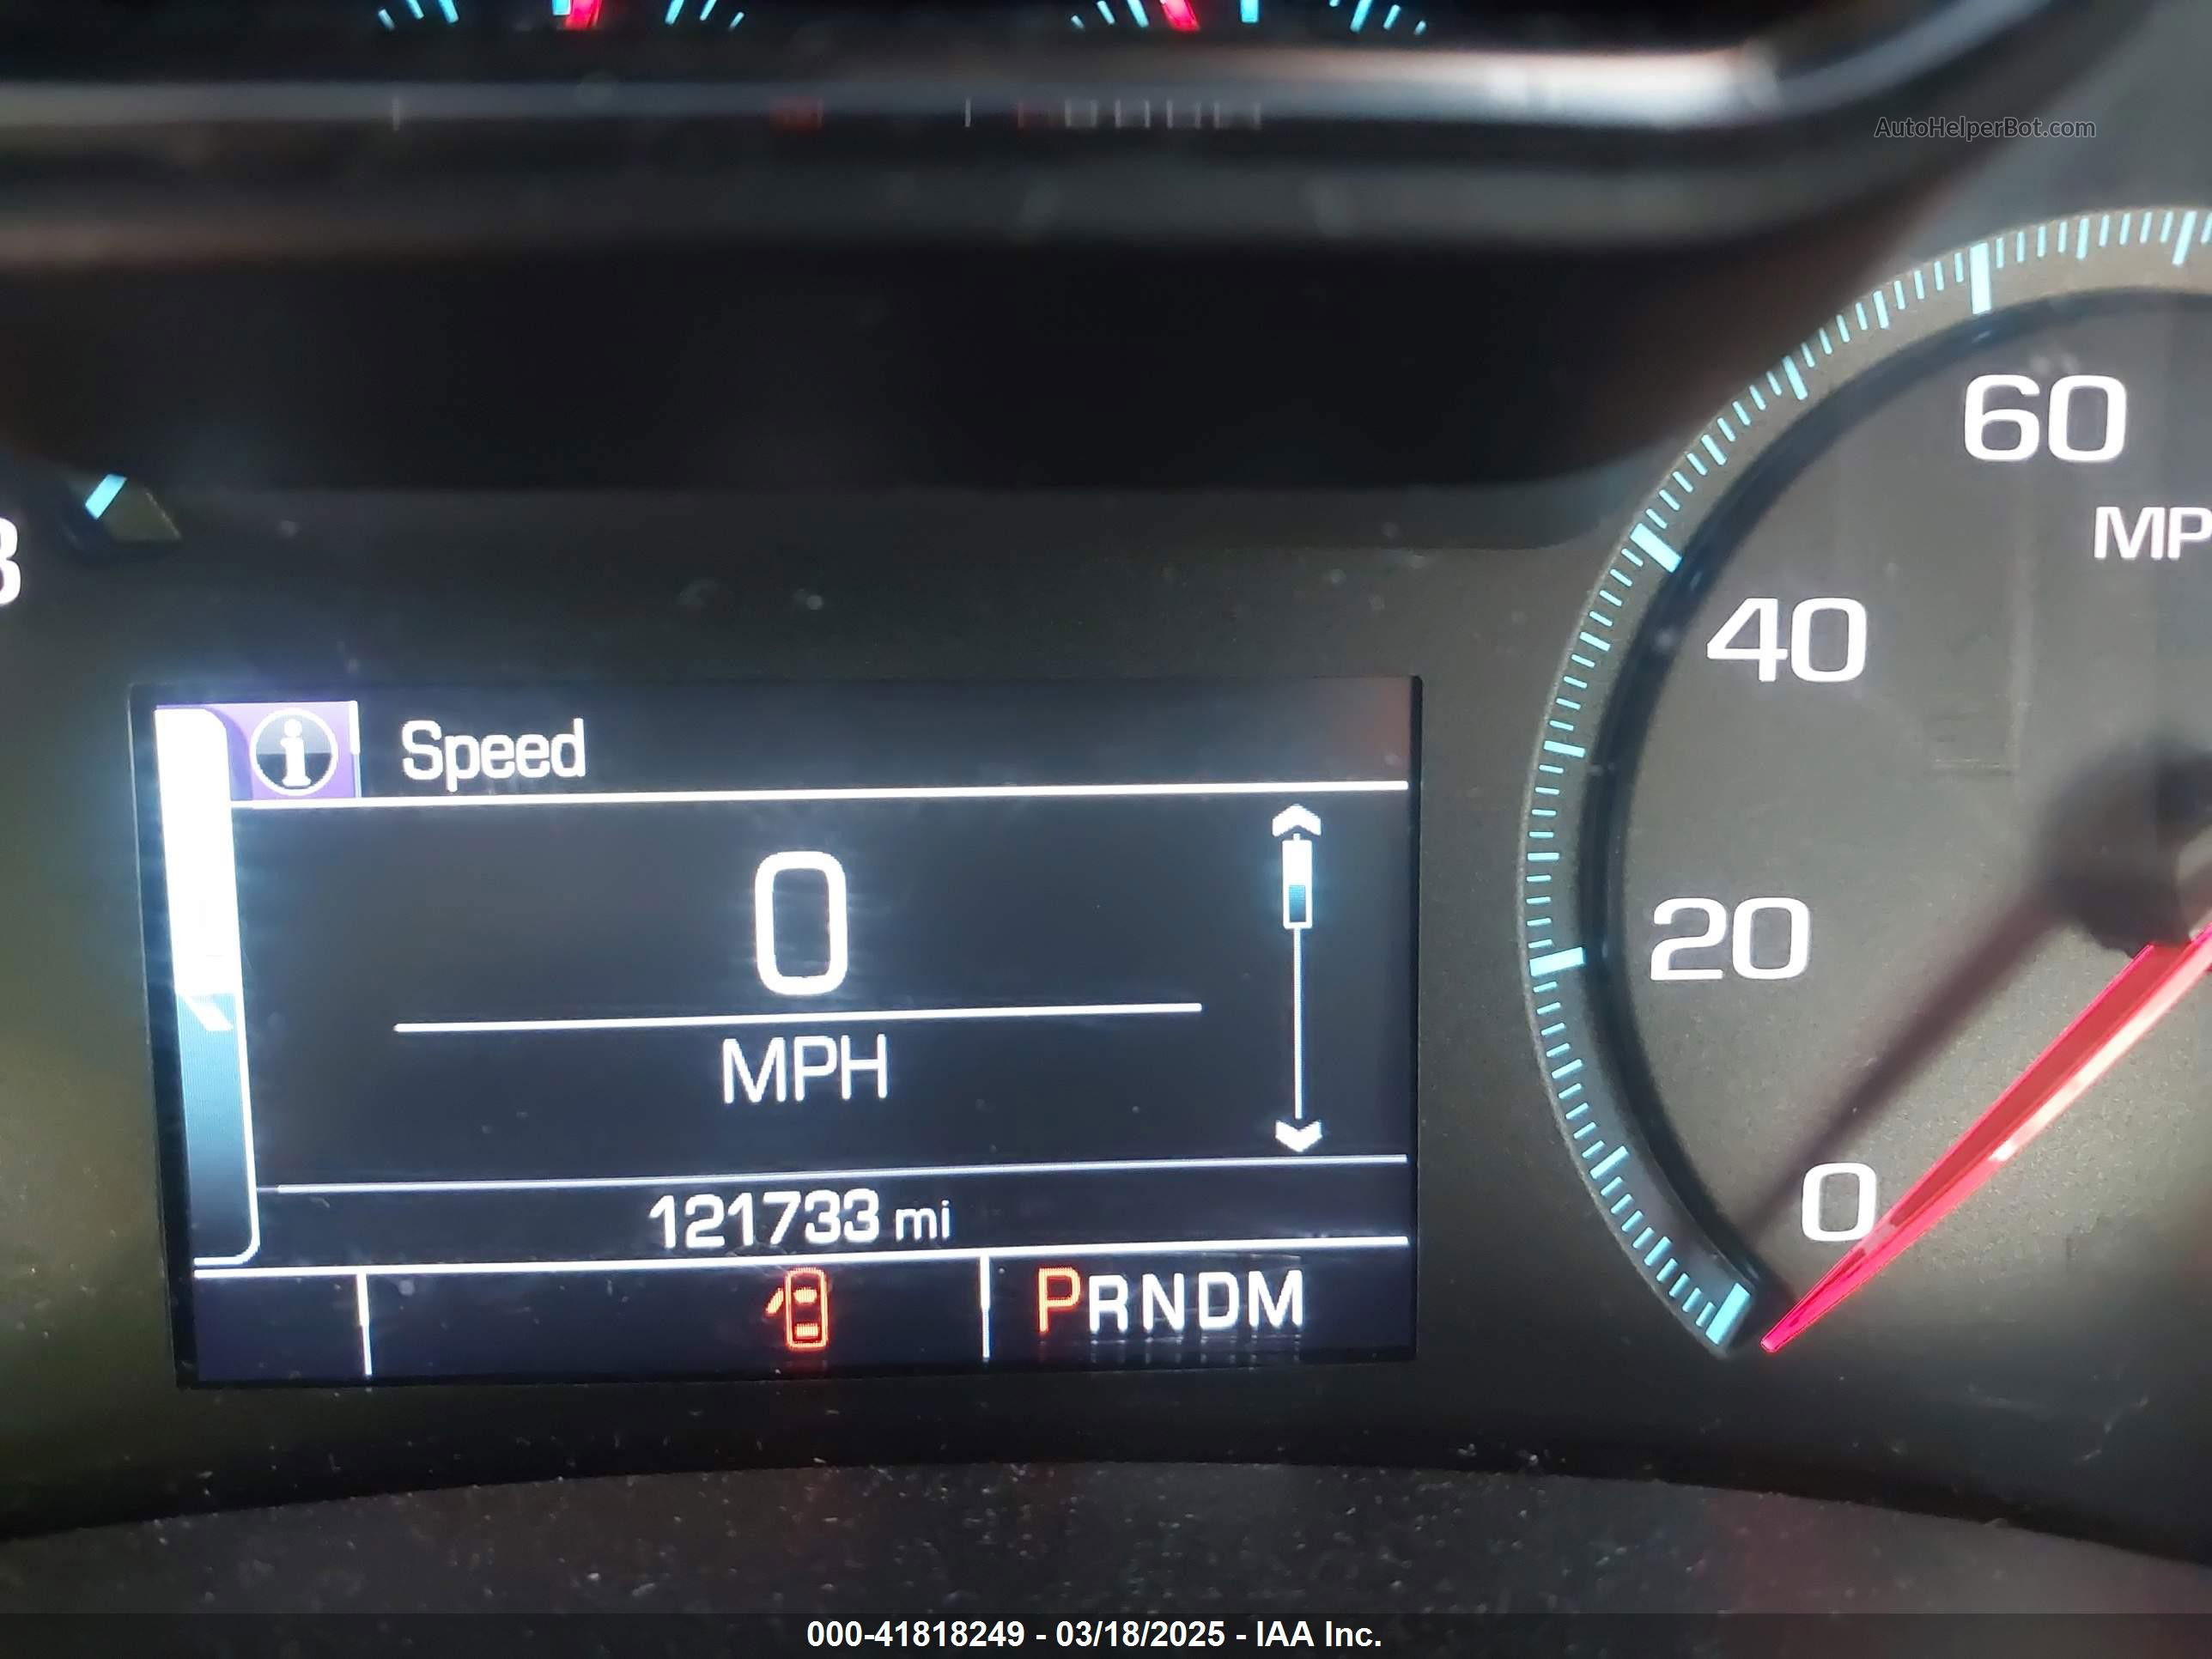 AutoHelperBot.com
60
MP
40
Speed
0
20
MPH
0
121733 mi
PRNDM
000-41818249 - 03/18/2025 - IAA Inc.